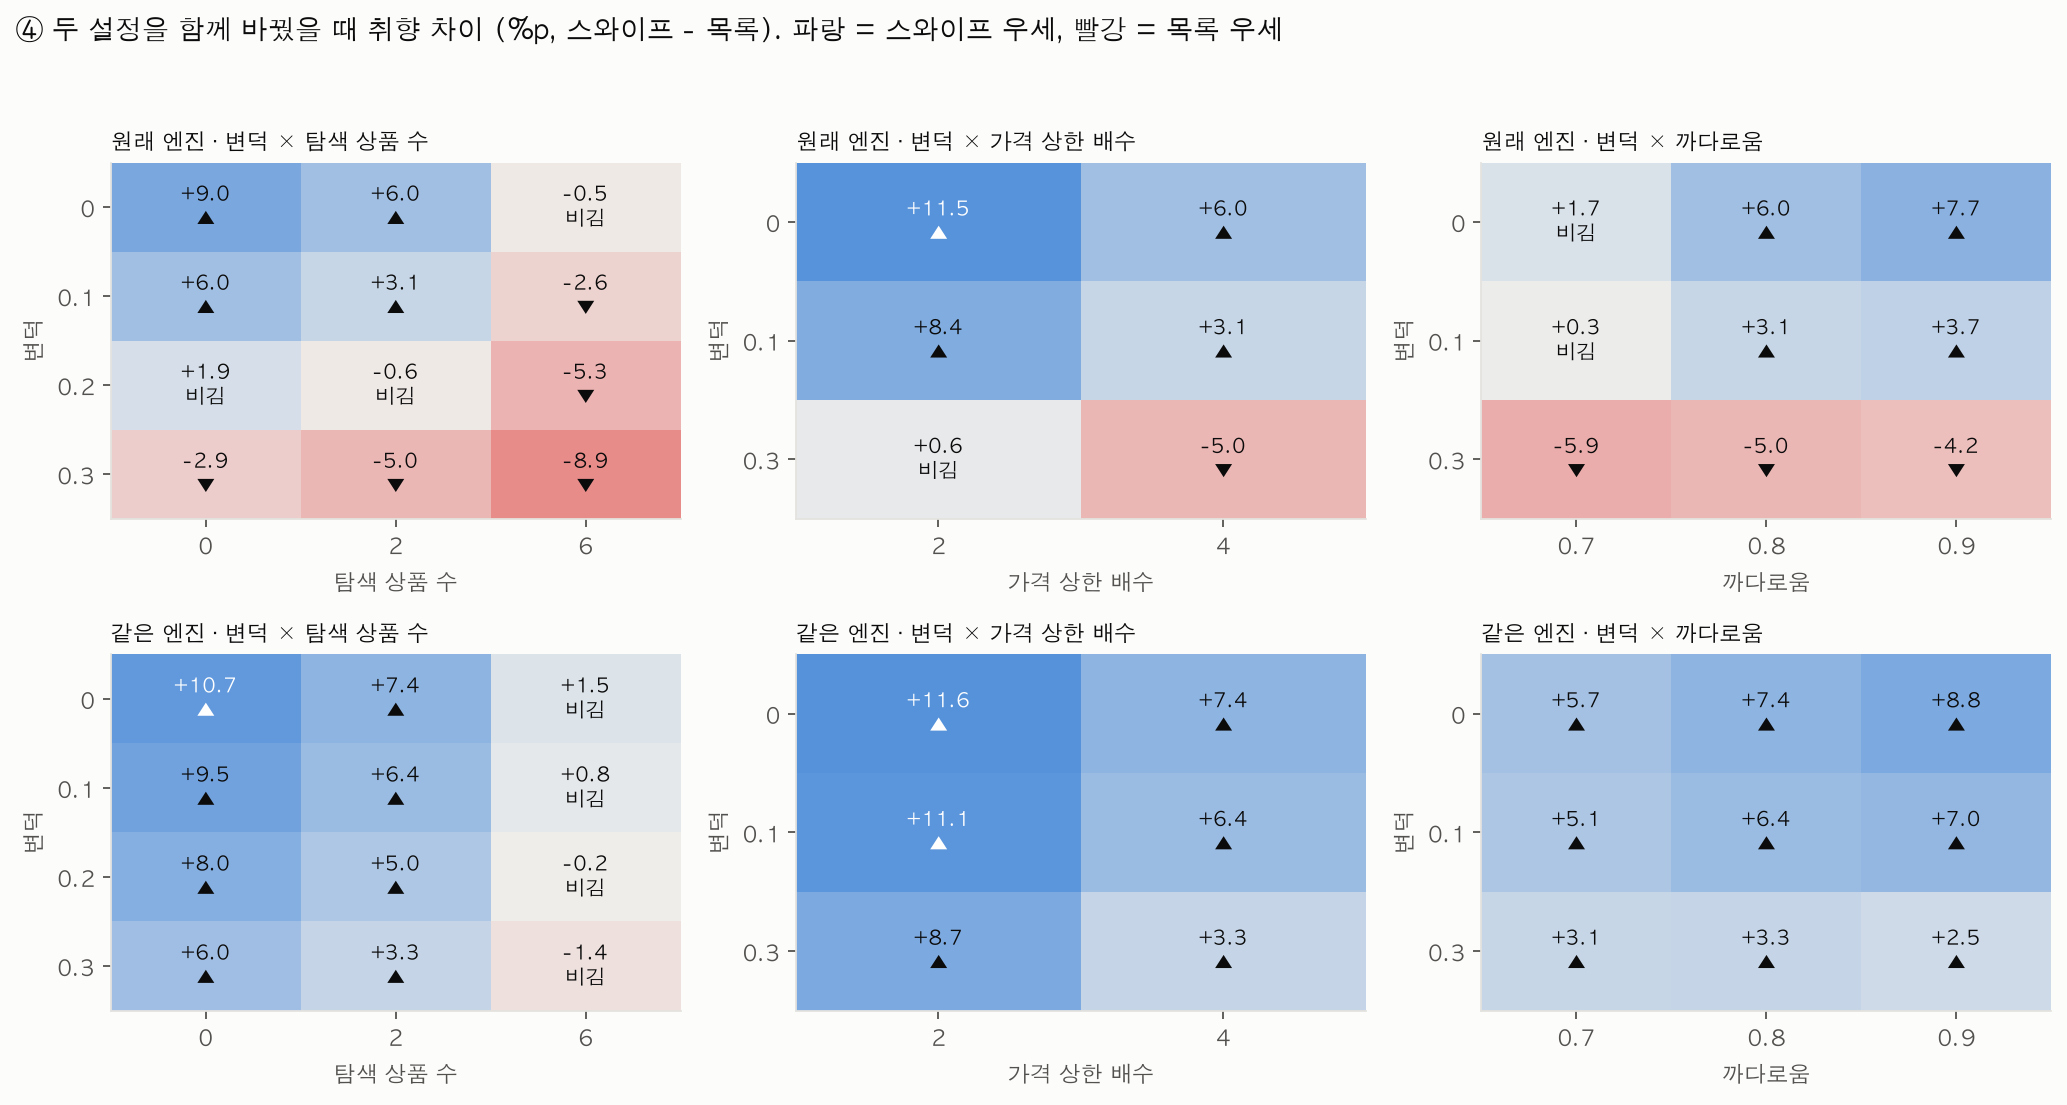 ④ 두 설정을 함께 바꿨을 때 취향 차이 (%p, 스와이프 - 목록). 파랑 = 스와이프 우세, 빨강 = 목록 우세
원래 엔진 · 변덕 × 탐색 상품 수
변덕
0
+9.0 ▲
+6.0 ▲
-0.5 비김
0.1
+6.0 ▲
+3.1 ▲
-2.6 ▼
0.2
+1.9 비김
-0.6 비김
-5.3 ▼
0.3
-2.9 ▼
-5.0 ▼
-8.9 ▼
0 2 6
탐색 상품 수
원래 엔진 · 변덕 × 가격 상한 배수
변덕
0
+11.5 ▲
+6.0 ▲
0.1
+8.4 ▲
+3.1 ▲
0.3
+0.6 비김
-5.0 ▼
2 4
가격 상한 배수
원래 엔진 · 변덕 × 까다로움
변덕
0
+1.7 비김
+6.0 ▲
+7.7 ▲
0.1
+0.3 비김
+3.1 ▲
+3.7 ▲
0.3
-5.9 ▼
-5.0 ▼
-4.2 ▼
0.7 0.8 0.9
까다로움
같은 엔진 · 변덕 × 탐색 상품 수
변덕
0
+10.7 ▲
+7.4 ▲
+1.5 비김
0.1
+9.5 ▲
+6.4 ▲
+0.8 비김
0.2
+8.0 ▲
+5.0 ▲
-0.2 비김
0.3
+6.0 ▲
+3.3 ▲
-1.4 비김
0 2 6
탐색 상품 수
같은 엔진 · 변덕 × 가격 상한 배수
변덕
0
+11.6 ▲
+7.4 ▲
0.1
+11.1 ▲
+6.4 ▲
0.3
+8.7 ▲
+3.3 ▲
2 4
가격 상한 배수
같은 엔진 · 변덕 × 까다로움
변덕
0
+5.7 ▲
+7.4 ▲
+8.8 ▲
0.1
+5.1 ▲
+6.4 ▲
+7.0 ▲
0.3
+3.1 ▲
+3.3 ▲
+2.5 ▲
0.7 0.8 0.9
까다로움